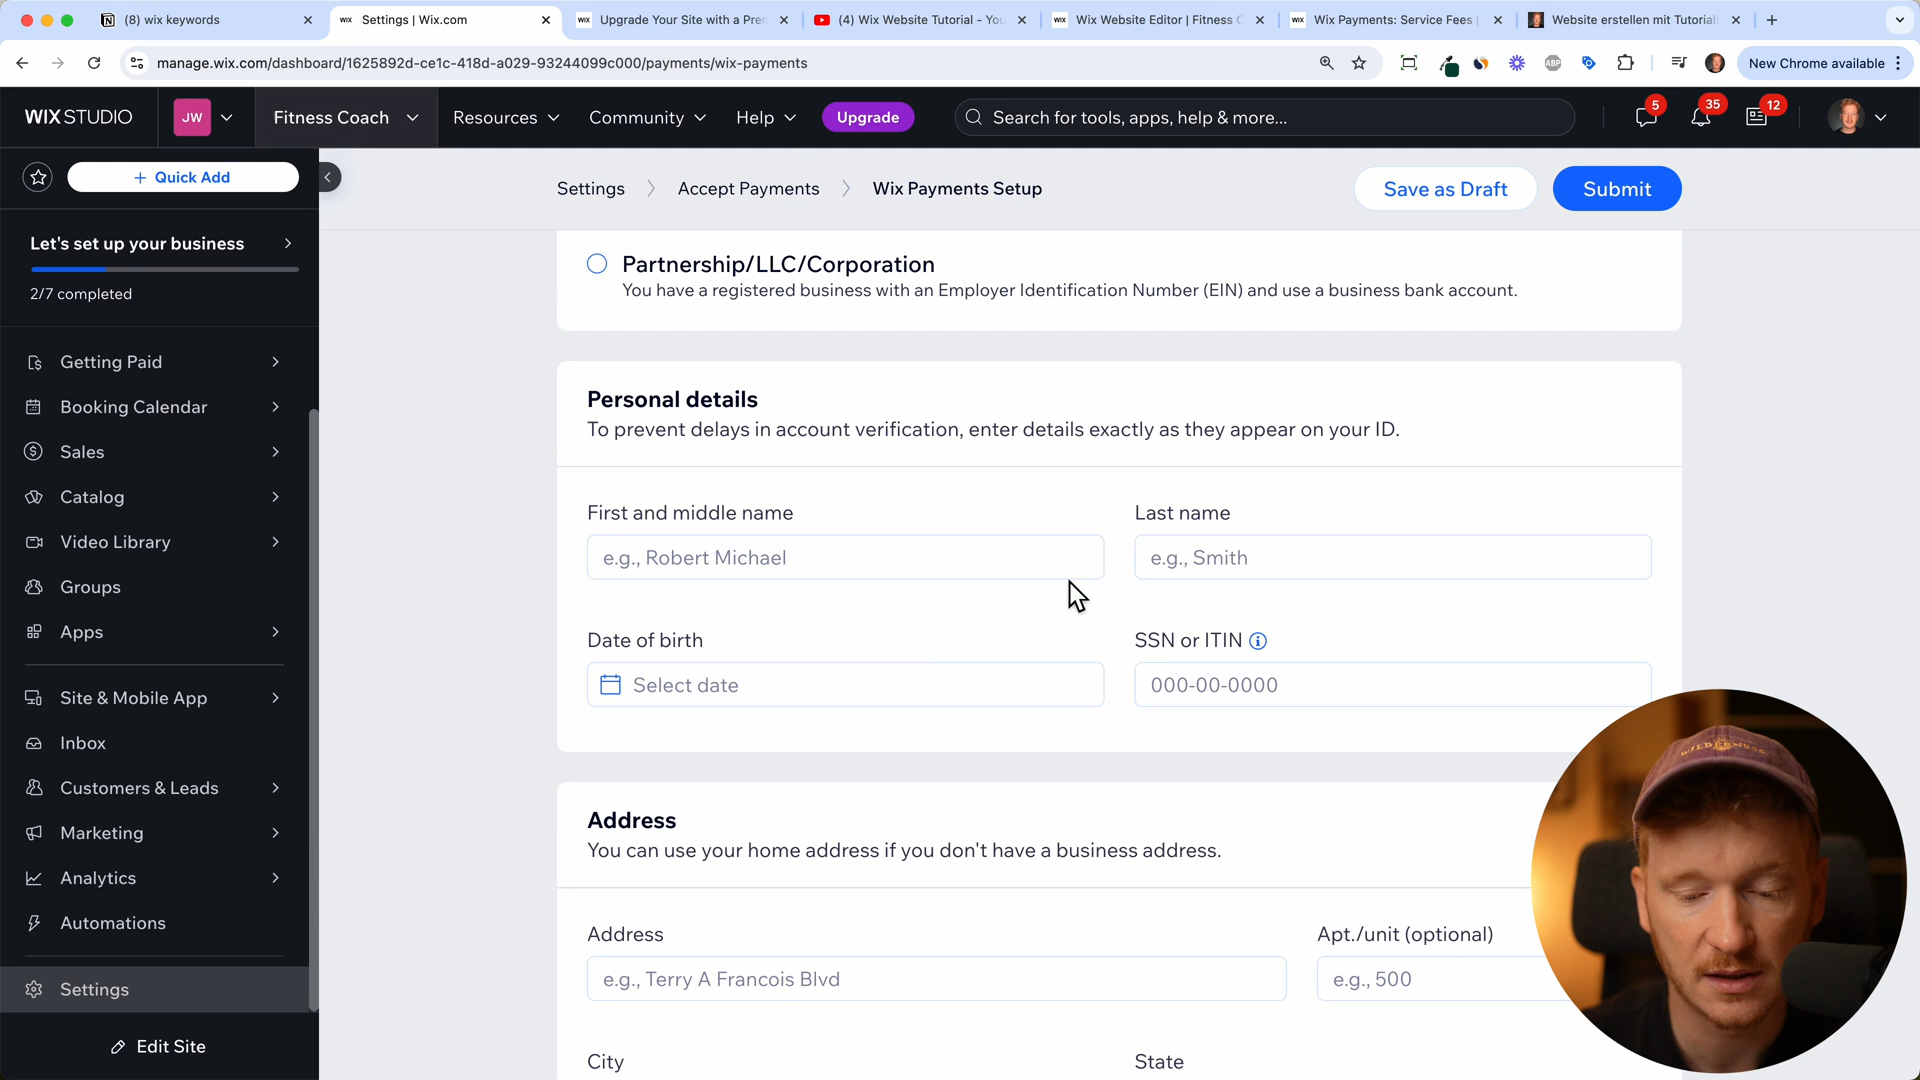 (8) wix keywords
Settings | Wix.com
Upgrade Your Site with a Pre
(4) Wix Website Tutorial - You
Wix Website Editor | Fitness C
Wix Payments: Service Fees |
Website erstellen mit Tutorial
manage.wix.com/dashboard/1625892d-ce1c-418d-a029-93244099c000/payments/wix-payments
ABP
New Chrome available
WIX STUDIO
JW
Fitness Coach
Resources
Community
Help
Upgrade
Search for tools, apps, help & more...
5
35
12
Quick Add
Let's set up your business
2/7 completed
Getting Paid
Booking Calendar
Sales
Catalog
Video Library
Groups
Apps
Site & Mobile App
Inbox
Customers & Leads
Marketing
Analytics
Automations
Settings
Edit Site
Settings
Accept Payments
Wix Payments Setup
Save as Draft
Submit
Partnership/LLC/Corporation
You have a registered business with an Employer Identification Number (EIN) and use a business bank account.
Personal details
To prevent delays in account verification, enter details exactly as they appear on your ID.
First and middle name
Last name
e.g., Robert Michael
e.g., Smith
Date of birth
SSN or ITIN
Select date
000-00-0000
Address
You can use your home address if you don't have a business address.
Address
Apt./unit (optional)
e.g., Terry A Francois Blvd
e.g., 500
City
State
WILDERNESS